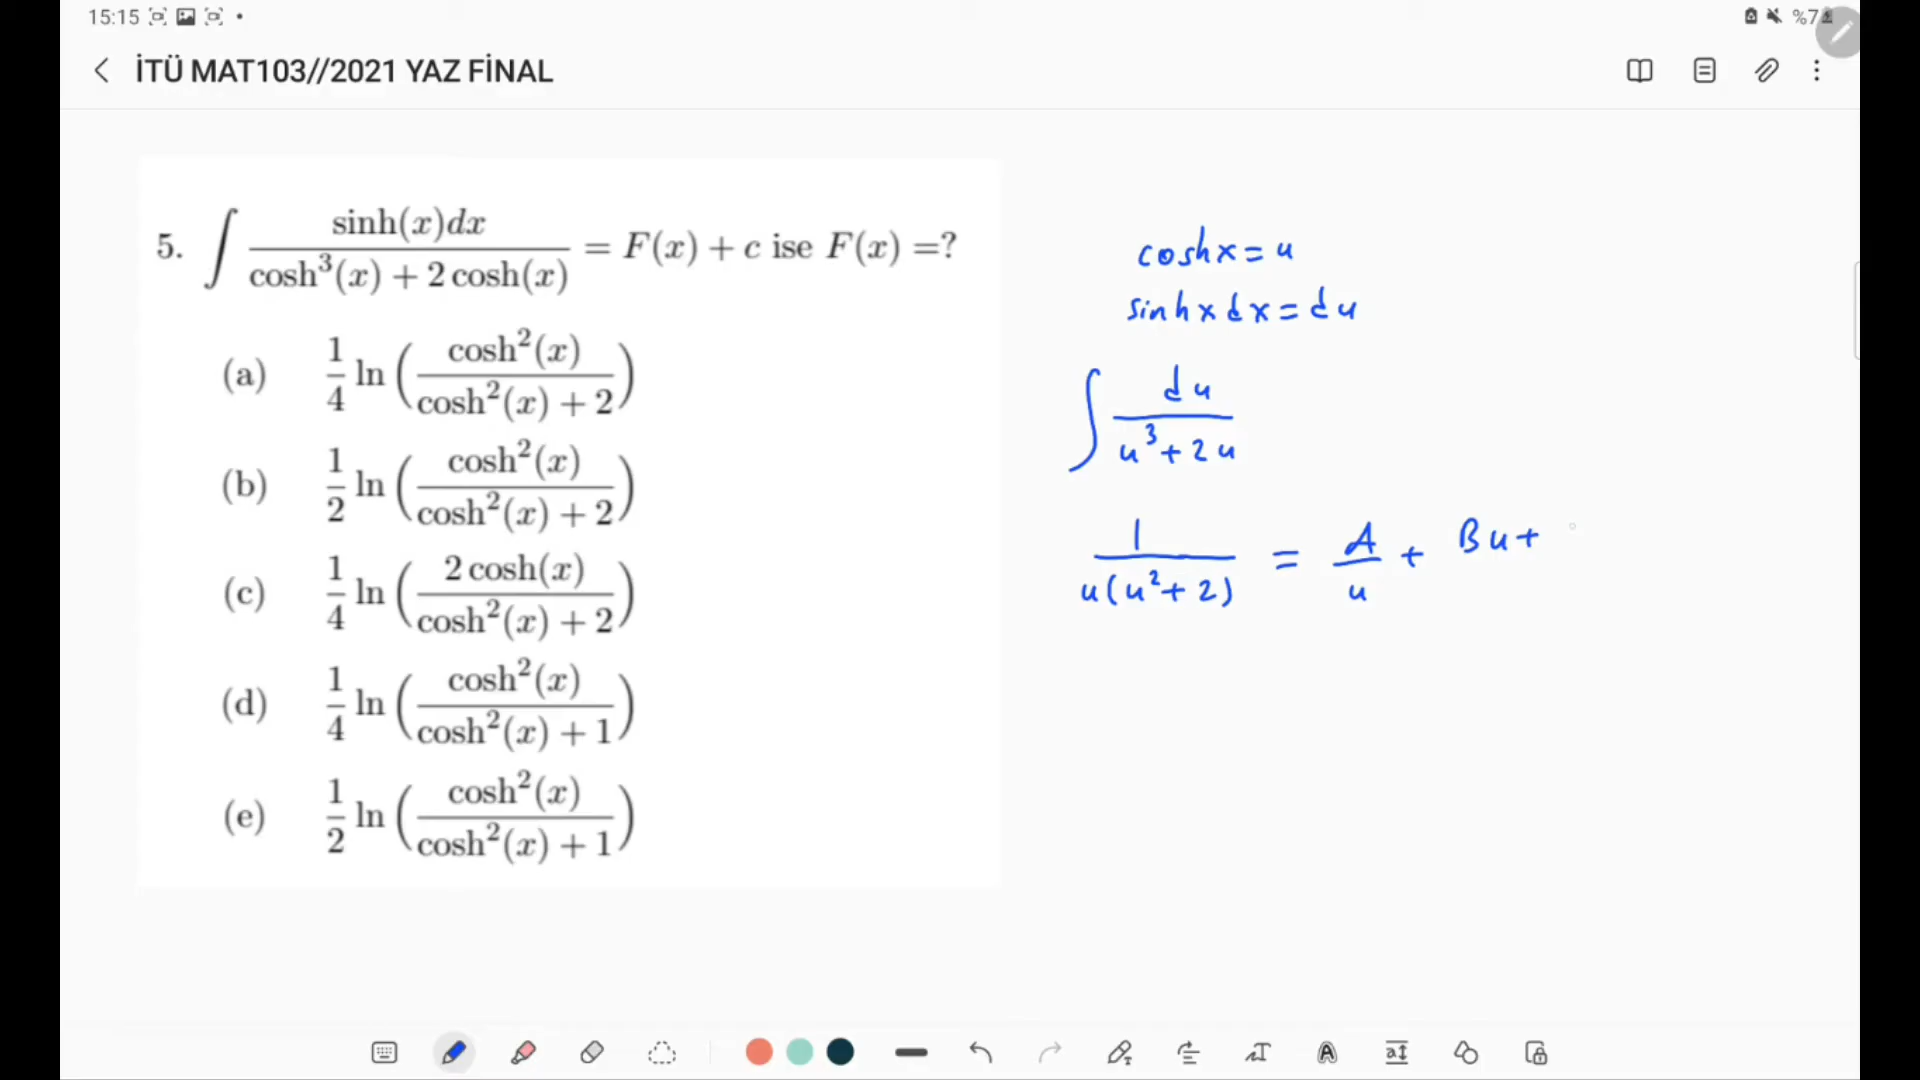 15:15
%7
İTÜ MAT103//2021 YAZ FİNAL
5. ∫ sinh(x)dx / (cosh³(x) + 2 cosh(x)) = F(x) + c ise F(x) =?
(a) 1/4 ln (cosh²(x) / (cosh²(x) + 2))
(b) 1/2 ln (cosh²(x) / (cosh²(x) + 2))
(c) 1/4 ln (2 cosh(x) / (cosh²(x) + 2))
(d) 1/4 ln (cosh²(x) / (cosh²(x) + 1))
(e) 1/2 ln (cosh²(x) / (cosh²(x) + 1))
coshx = u
sinhx dx = du
∫ du / (u³ + 2u)
1 / (u(u² + 2)) = A/u + Bu +